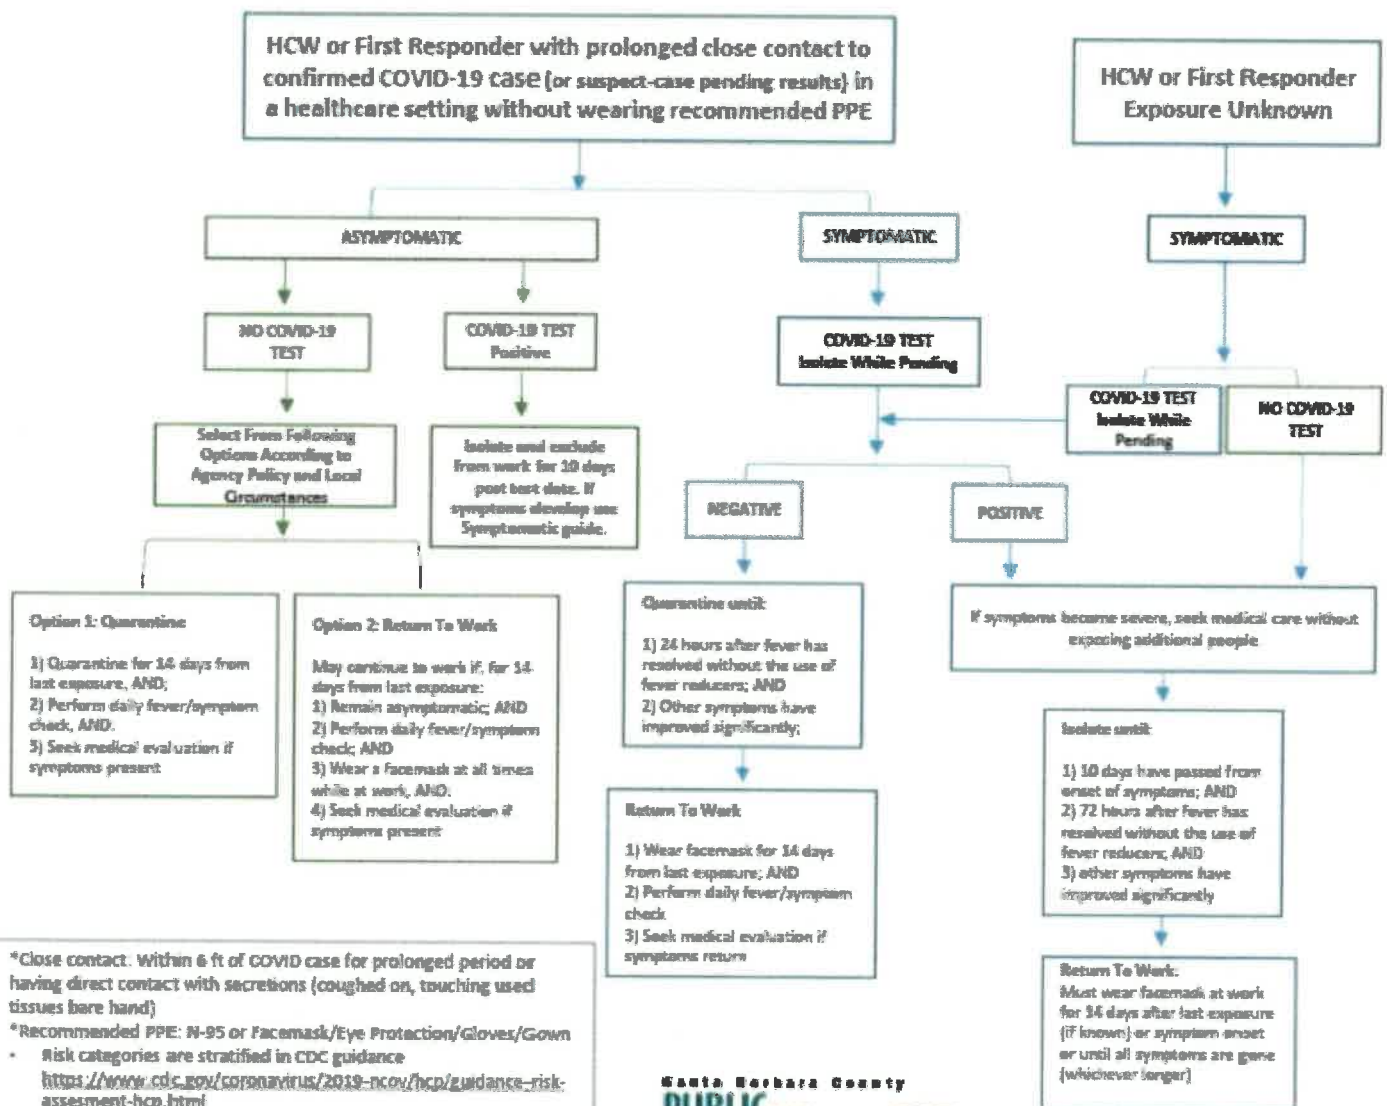 HCW or First Responder with prolonged close contact to
confirmed COVID-19 case (or suspect-case pending results) in
a healthcare setting without wearing recommended PPE
HCW or First Responder
Exposure Unknown
ASYMPTOMATIC
SYMPTOMATIC
SYMPTOMATIC
NO COVID-19
TEST
COVID-19 TEST
Positive
COVID-19 TEST
Isolate While Pending
COVID-19 TEST
Isolate While
Pending
NO COVID-19
TEST
Select From Following
Options According to
Agency Policy and Local
Circumstances
Isolate and exclude
from work for 10 days
post test date. If
symptoms develop use
Symptomatic guide.
NEGATIVE
POSITIVE
Option 1: Quarantine
1) Quarantine for 14 days from
last exposure, AND;
2) Perform daily fever/symptom
check, AND.
3) Seek medical evaluation if
symptoms present
Option 2: Return To Work
May continue to work if, for 14
days from last exposure:
1) Remain asymptomatic; AND
2) Perform daily fever/symptom
check; AND
3) Wear a facemask at all times
while at work, AND.
4) Seek medical evaluation if
symptoms present
Quarantine until:
1) 24 hours after fever has
resolved without the use of
fever reducers; AND
2) Other symptoms have
improved significantly;
If symptoms become severe, seek medical care without
exposing additional people
Return To Work
1) Wear facemask for 14 days
from last exposure; AND
2) Perform daily fever/symptom
check
3) Seek medical evaluation if
symptoms return
Isolate until:
1) 10 days have passed from
onset of symptoms; AND
2) 72 hours after fever has
resolved without the use of
fever reducers; AND
3) other symptoms have
improved significantly
Return To Work:
Must wear facemask at work
for 14 days after last exposure
(if known) or symptom onset
or until all symptoms are gone
(whichever longer)
*Close contact: Within 6 ft of COVID case for prolonged period or
having direct contact with secretions (coughed on, touching used
tissues bare hand)
*Recommended PPE: N-95 or Facemask/Eye Protection/Gloves/Gown
- Risk categories are stratified in CDC guidance
https://www.cdc.gov/coronavirus/2019-ncov/hcp/guidance-risk-
assesment-hcp.html
Santa Barbara County
PUBLIC